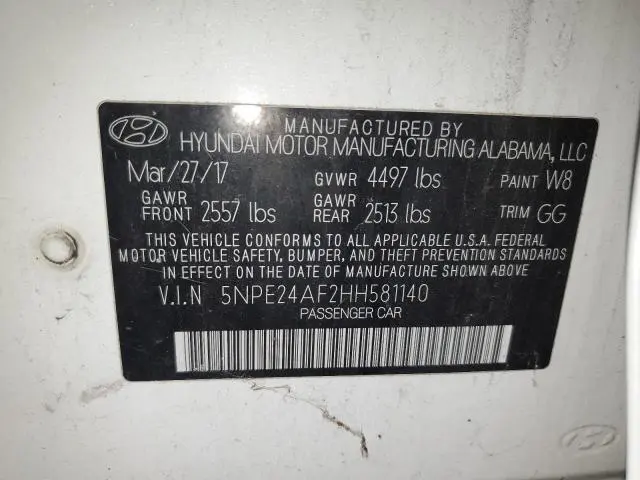 MANUFACTURED BY
HYUNDAI MOTOR MANUFACTURING ALABAMA, LLC
Mar/27/17 GVWR 4497 lbs PAINT W8
GAWR FRONT 2557 lbs GAWR REAR 2513 lbs TRIM GG
THIS VEHICLE CONFORMS TO ALL APPLICABLE U.S.A. FEDERAL
MOTOR VEHICLE SAFETY, BUMPER, AND THEFT PREVENTION STANDARDS
IN EFFECT ON THE DATE OF MANUFACTURE SHOWN ABOVE
V.I.N 5NPE24AF2HH581140
PASSENGER CAR